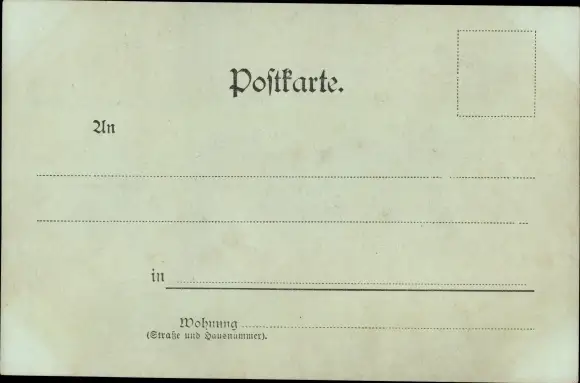 Postkarte.
An
in
Wohnung
(Straße und Hausnummer).